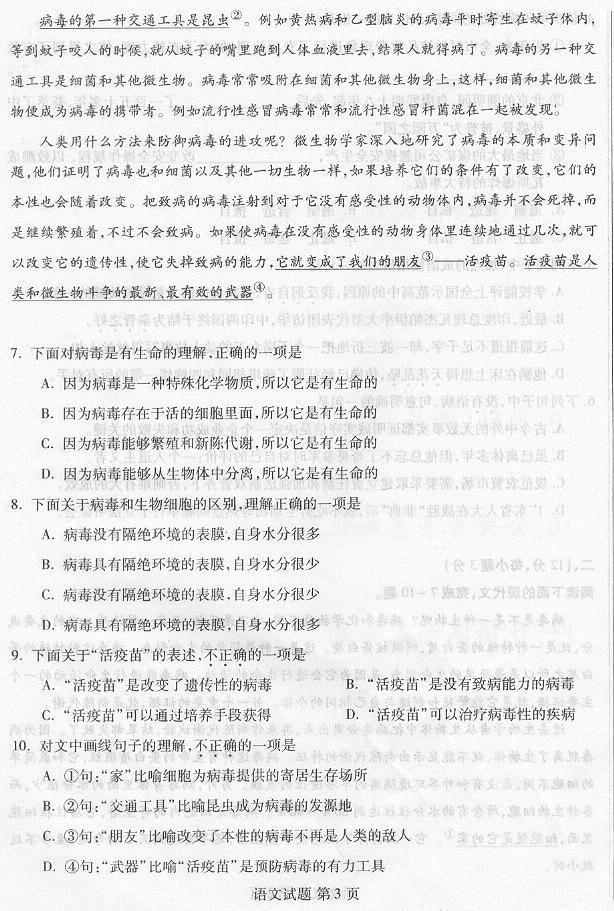 病毒的第一种交通工具是昆虫②。例如黄热病和乙型脑炎的病毒平时寄生在蚊子体内,
等到蚊子咬人的时候,就从蚊子的嘴里跑到人体血液里去,结果人就得病了。病毒的另一种交
通工具是细菌和其他微生物。病毒常常吸附在细菌和其他微生物身上,这样,细菌和其他微生
物便成为病毒的携带者。例如流行性感冒病毒常常和流行性感冒杆菌混在一起被发现。
人类用什么方法来防御病毒的进攻呢?微生物学家深入地研究了病毒的本质和变异问
题,他们证明了病毒也和细菌以及其他一切生物一样,如果培养它们的条件有了改变,它们的
本性也会随着改变。把致病的病毒注射到对于它没有感受性的动物体内,病毒并不会死掉,而
是继续繁殖着,不过不会致病。如果使病毒在没有感受性的动物身体里连续地通过几次,就可
以改变它的遗传性,使它失掉致病的能力,它就变成了我们的朋友③——活疫苗。活疫苗是人
类和微生物斗争的最新、最有效的武器④。
7. 下面对病毒是有生命的理解,正确的一项是
A. 因为病毒是一种特殊化学物质,所以它是有生命的
B. 因为病毒存在于活的细胞里面,所以它是有生命的
C. 因为病毒能够繁殖和新陈代谢,所以它是有生命的
D. 因为病毒能够从生物体中分离,所以它是有生命的
8. 下面关于病毒和生物细胞的区别,理解正确的一项是
A. 病毒没有隔绝环境的表膜,自身水分很多
B. 病毒具有隔绝环境的表膜,自身水分很少
C. 病毒没有隔绝环境的表膜,自身水分很少
D. 病毒具有隔绝环境的表膜,自身水分很多
9. 下面关于“活疫苗”的表述,不正确的一项是
A. “活疫苗”是改变了遗传性的病毒 B. “活疫苗”是没有致病能力的病毒
C. “活疫苗”可以通过培养手段获得 D. “活疫苗”可以治疗病毒性的疾病
10. 对文中画线句子的理解,不正确的一项是
A. ①句:“家”比喻细胞为病毒提供的寄居生存场所
B. ②句:“交通工具”比喻昆虫成为病毒的发源地
C. ③句:“朋友”比喻改变了本性的病毒不再是人类的敌人
D. ④句:“武器”比喻“活疫苗”是预防病毒的有力工具
语文试题 第3页